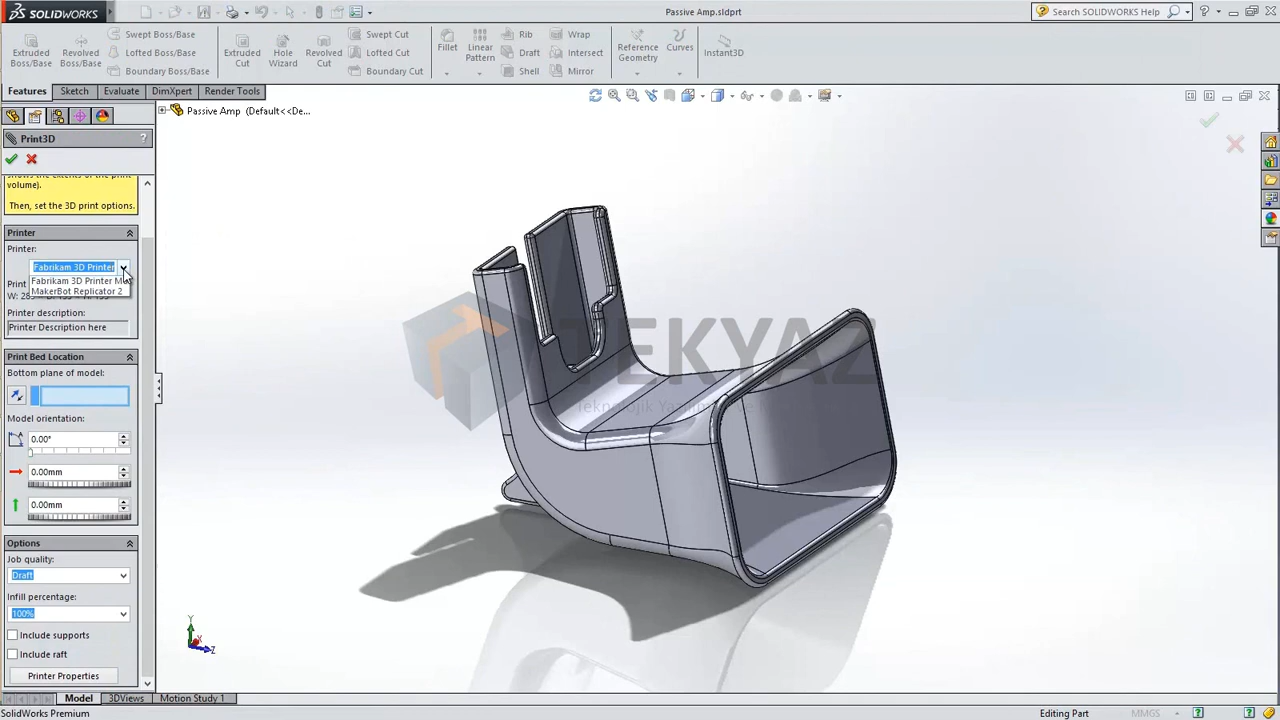 SOLIDWORKS
Passive Amp.sldprt
Search SOLIDWORKS Help
Extruded Boss/Base
Revolved Boss/Base
Swept Boss/Base
Lofted Boss/Base
Boundary Boss/Base
Extruded Cut
Hole Wizard
Revolved Cut
Swept Cut
Lofted Cut
Boundary Cut
Fillet
Linear Pattern
Rib
Draft
Shell
Wrap
Intersect
Mirror
Reference Geometry
Curves
Instant3D
Features
Sketch
Evaluate
DimXpert
Render Tools
Passive Amp (Default<<De...
Print3D
?
volume).
Then, set the 3D print options.
Printer
Printer:
Fabrikam 3D Printer
Fabrikam 3D Printer
MakerBot Replicator 2
Print
Printer description:
Printer Description here
Print Bed Location
Bottom plane of model:
Model orientation:
0.00°
0.00mm
0.00mm
Options
Job quality:
Draft
Infill percentage:
100%
Include supports
Include raft
Printer Properties
TEKYAZ
Y
X
Z
Model
3DViews
Motion Study 1
SolidWorks Premium
Editing Part
MMGS